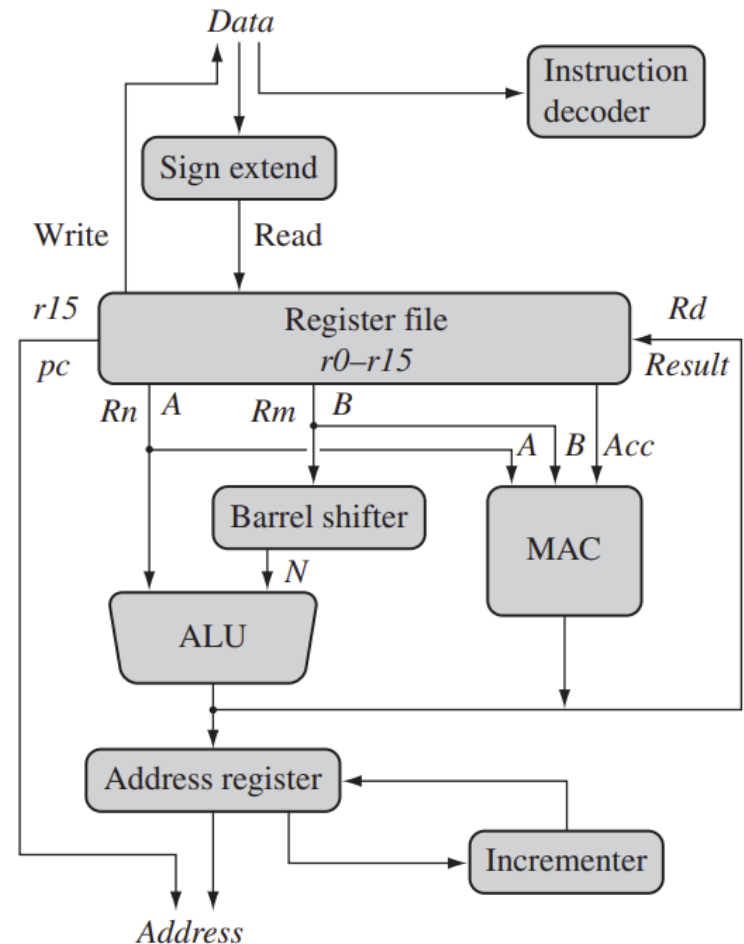 Data
Instruction
decoder
Sign extend
Write
Read
r15
Register file
Rd
pc
r0–r15
Result
Rn
A
Rm
B
A
B
Acc
Barrel shifter
MAC
N
ALU
Address register
Incrementer
Address